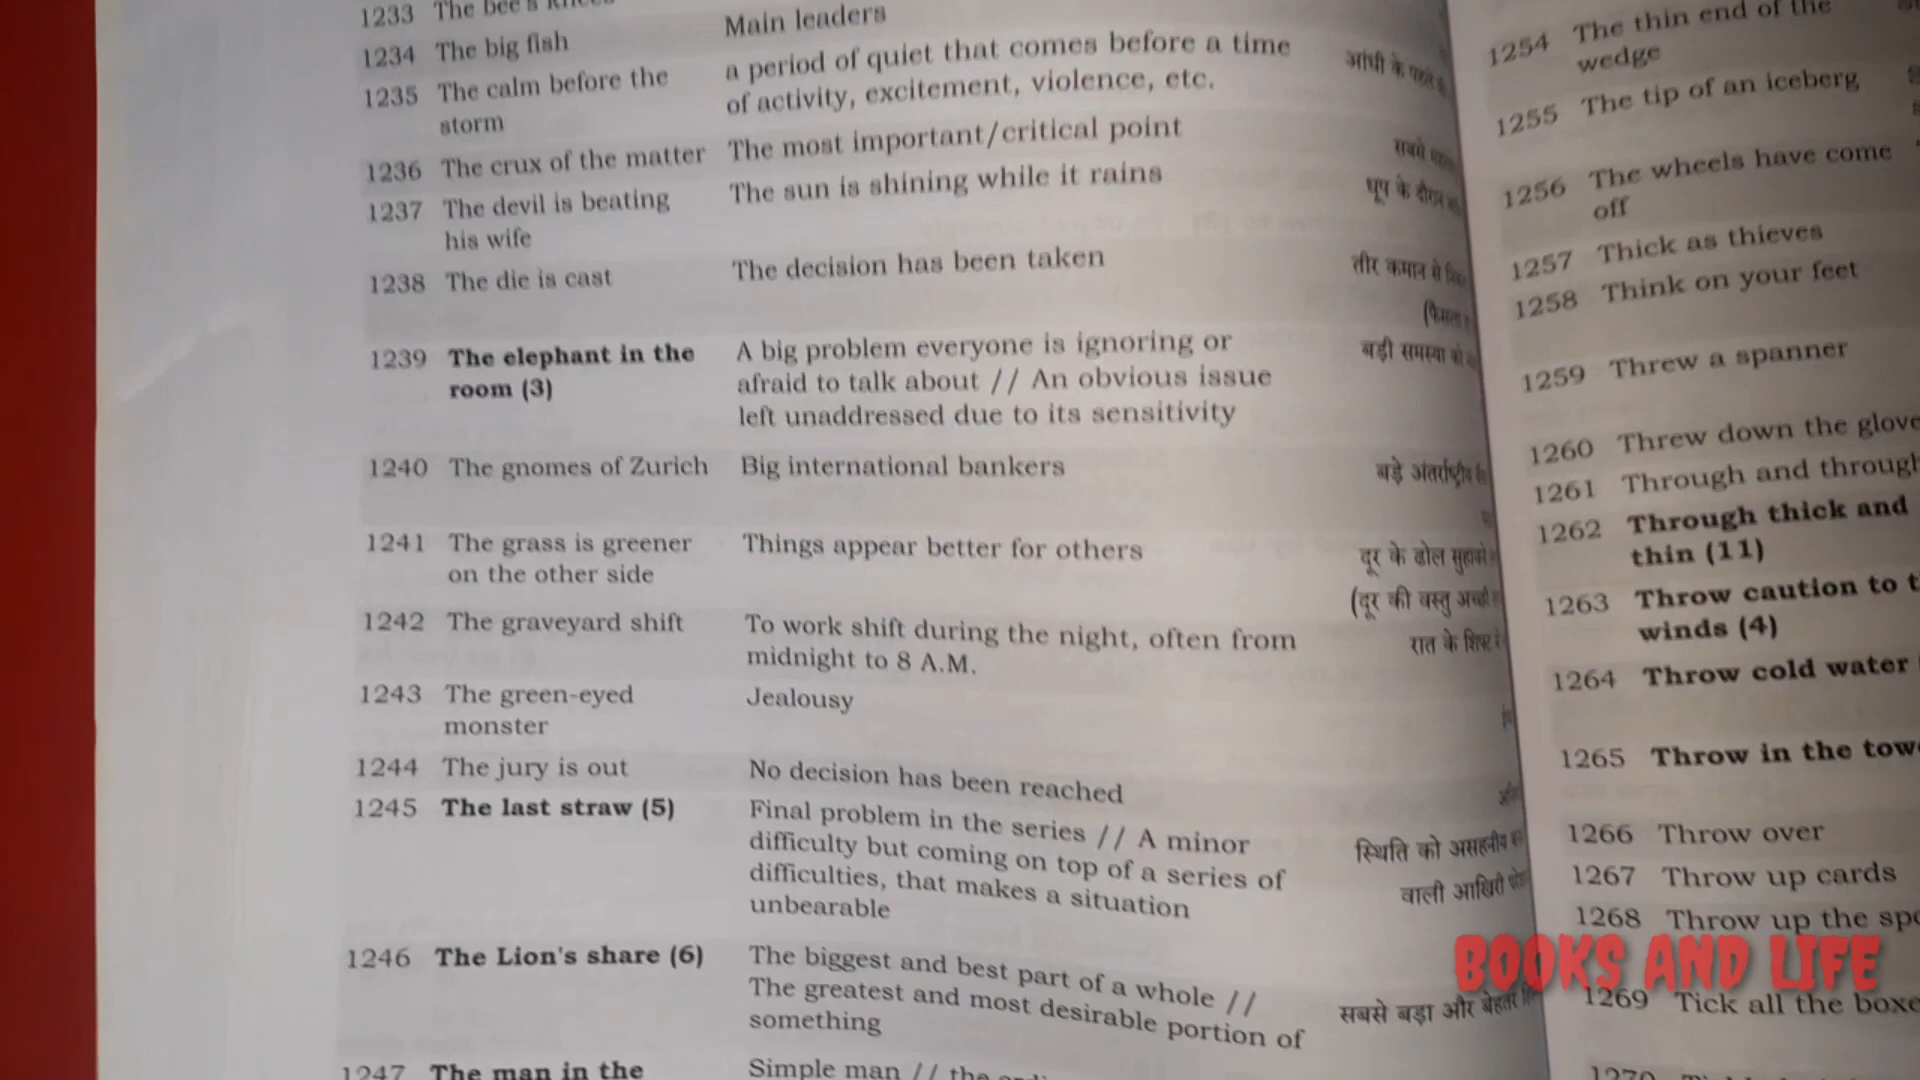 1233 The bee's knees
1234 The big fish Main leaders
1235 The calm before the a period of quiet that comes before a time आंधी के पहले
storm of activity, excitement, violence, etc.
1236 The crux of the matter The most important/critical point सबसे
1237 The devil is beating The sun is shining while it rains धूप के दौरान
his wife
1238 The die is cast The decision has been taken तीर कमान से
1239 The elephant in the A big problem everyone is ignoring or बड़ी समस्या को
room (3) afraid to talk about // An obvious issue
left unaddressed due to its sensitivity
1240 The gnomes of Zurich Big international bankers बड़े अंतर्राष्ट्रीय
1241 The grass is greener Things appear better for others दूर के ढोल सुहावने
on the other side (दूर की वस्तु अच्छी
1242 The graveyard shift To work shift during the night, often from रात के शिफ्ट
midnight to 8 A.M.
1243 The green-eyed Jealousy
monster
1244 The jury is out No decision has been reached
1245 The last straw (5) Final problem in the series // A minor स्थिति को असहनीय
difficulty but coming on top of a series of वाली आखिरी
difficulties, that makes a situation
unbearable
1246 The Lion's share (6) The biggest and best part of a whole // सबसे बड़ा और बेहतर
The greatest and most desirable portion of
something
1247 The man in the Simple man // the
1254 The thin end of the
wedge
1255 The tip of an iceberg
1256 The wheels have come
off
1257 Thick as thieves
1258 Think on your feet
1259 Threw a spanner
1260 Threw down the glove
1261 Through and through
1262 Through thick and
thin (11)
1263 Throw caution to
winds (4)
1264 Throw cold water
1265 Throw in the
1266 Throw over
1267 Throw up cards
1268 Throw up the
1269 Tick all the
1270
BOOKS AND LIFE